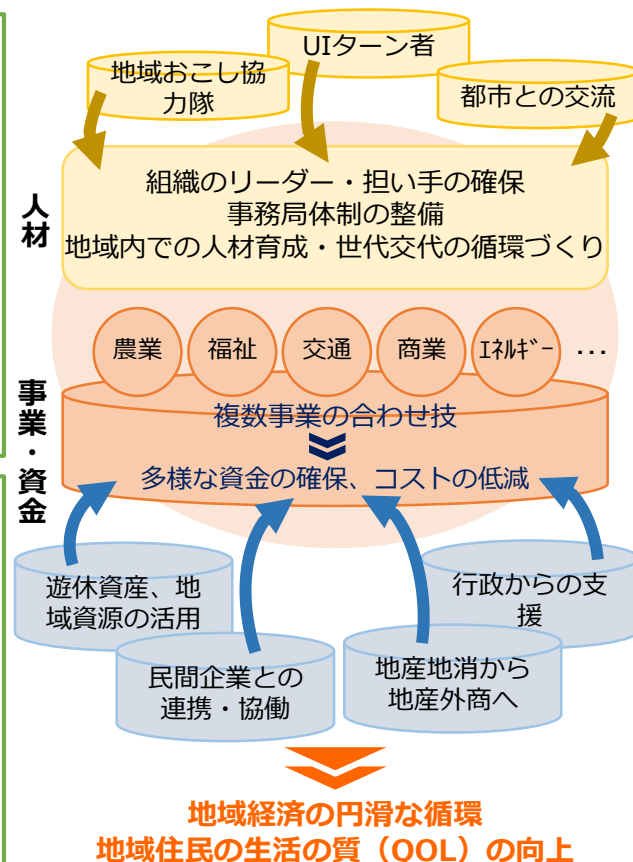 UIターン者
地域おこし協
力隊
都市との交流
人材
組織のリーダー・担い手の確保
事務局体制の整備
地域内での人材育成・世代交代の循環づくり
農業
福祉
交通
商業
ｴﾈﾙｷﾞｰ
…
事業・資金
複数事業の合わせ技
多様な資金の確保、コストの低減
遊休資産、地
域資源の活用
行政からの支
援
民間企業との
連携・協働
地産地消から
地産外商へ
地域経済の円滑な循環
地域住民の生活の質（OOL）の向上